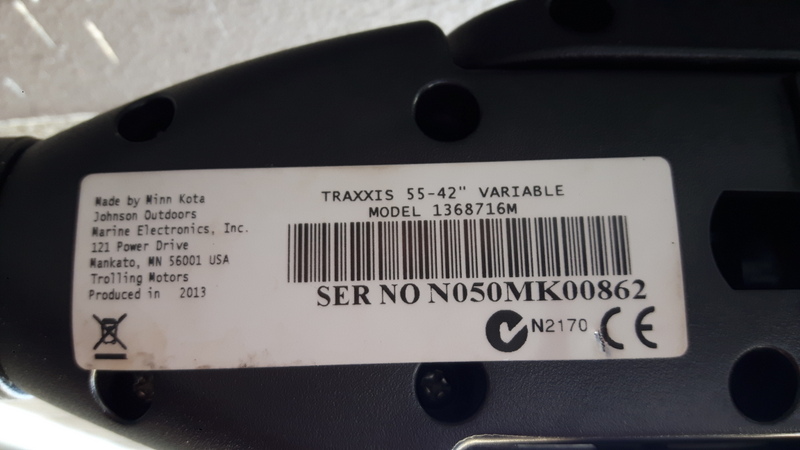 Made by Minn Kota
Johnson Outdoors
Marine Electronics, Inc.
121 Power Drive
Mankato, MN 56001 USA
Trolling Motors
Produced in 2013
TRAXXIS 55-42" VARIABLE
MODEL 1368716M
SER NO N050MK00862
N2170 CE